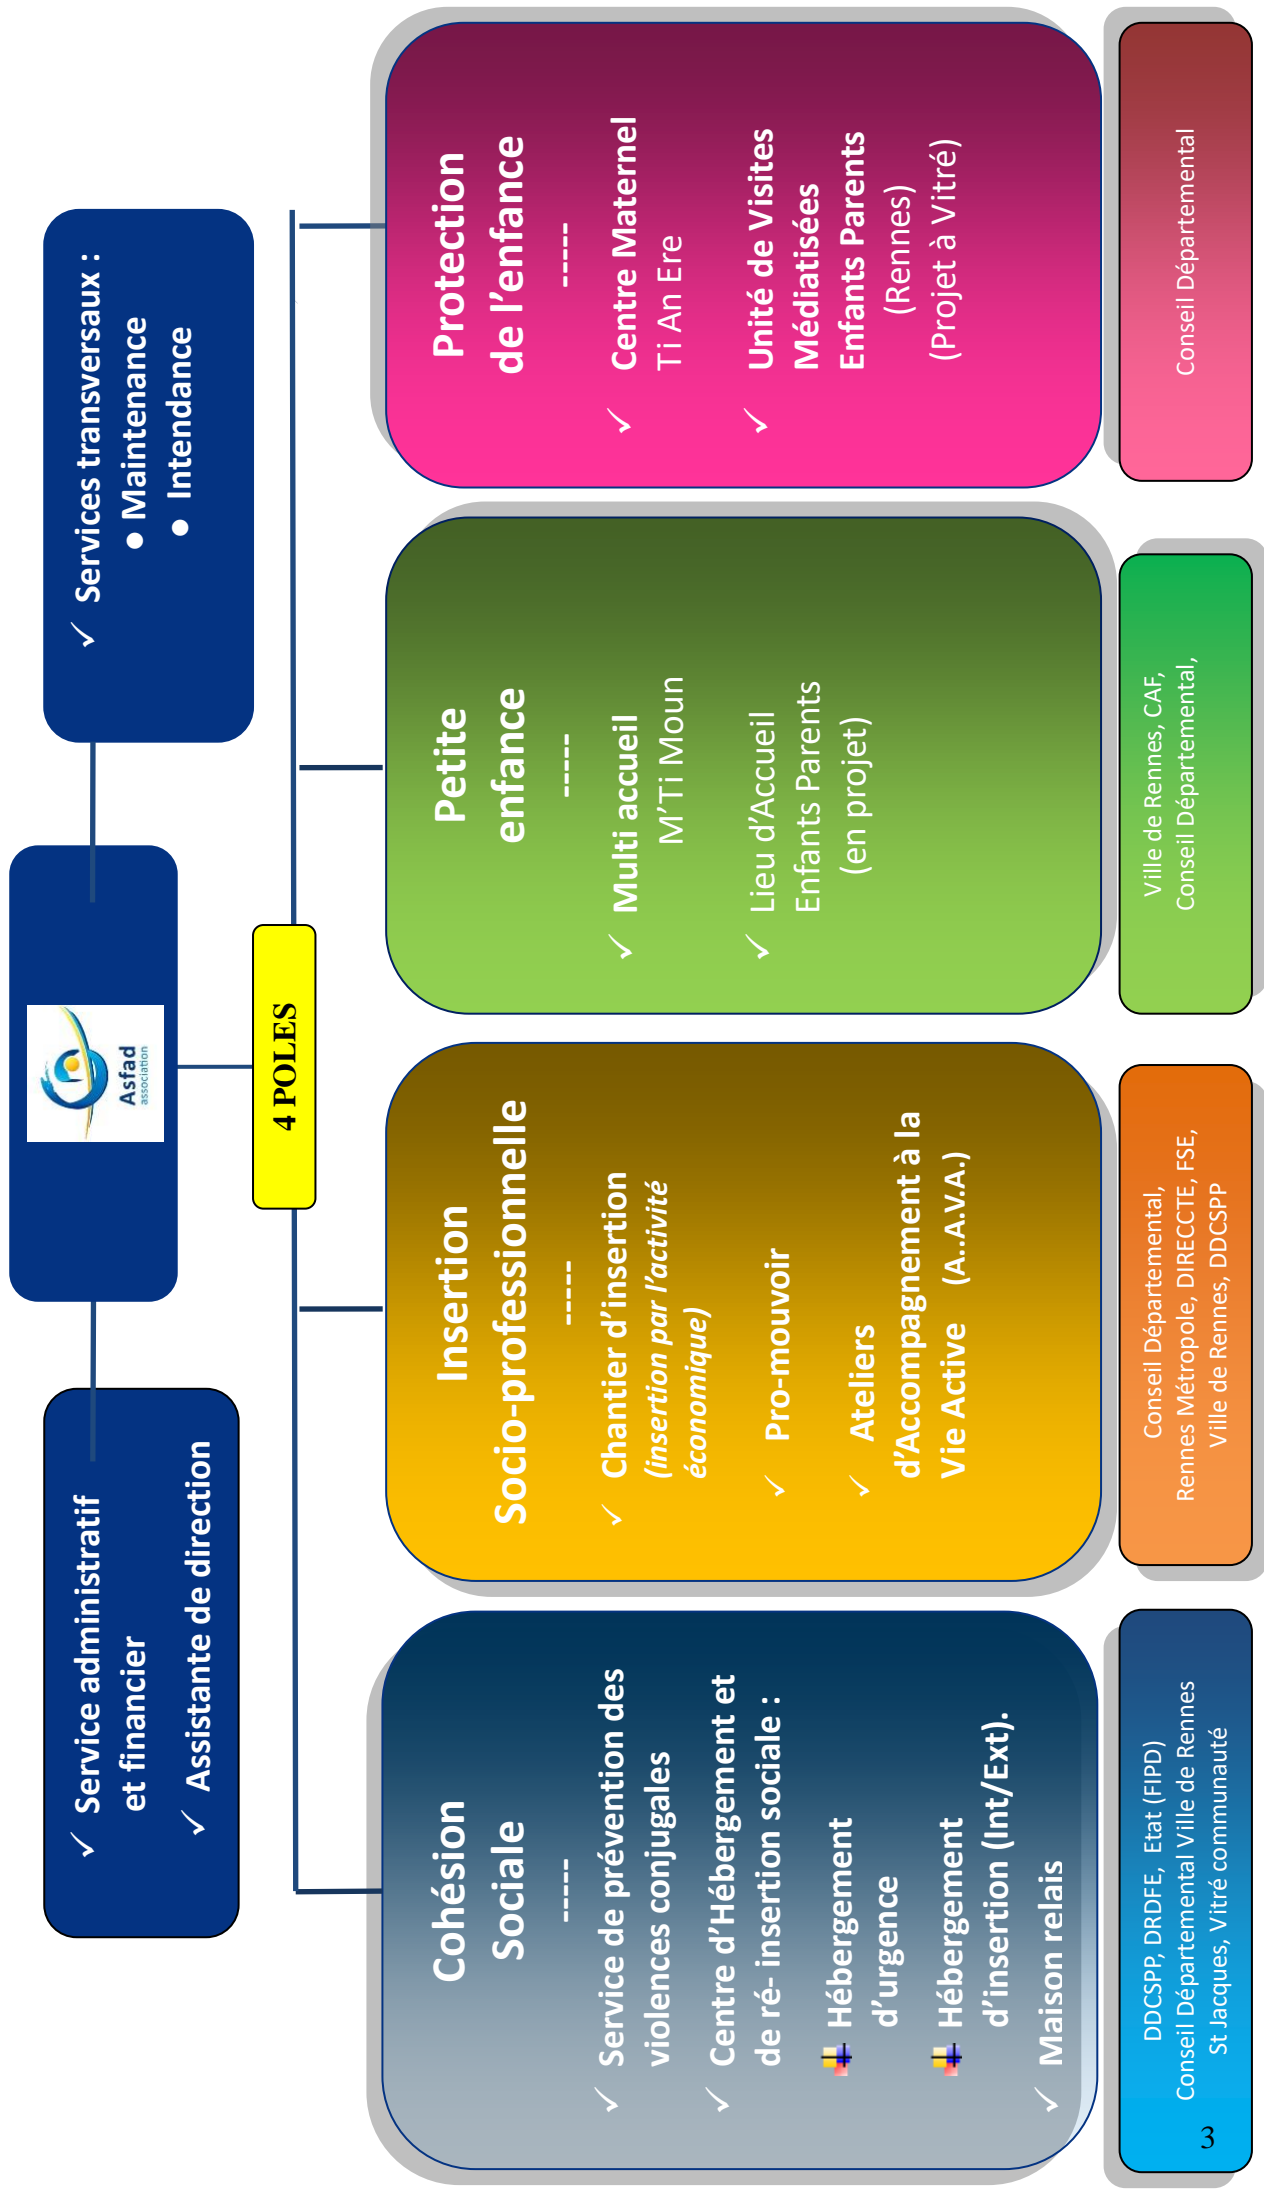 Asfad
association
✓ Service administratif
et financier
✓ Assistante de direction
✓ Services transversaux :
● Maintenance
● Intendance
4 POLES
Cohésion
Sociale
-----
✓ Service de prévention des
violences conjugales
✓ Centre d’Hébergement et
de ré- insertion sociale :
Hébergement
d’urgence
Hébergement
d’insertion (Int/Ext).
✓ Maison relais
Insertion
Socio-professionnelle
-----
✓ Chantier d’insertion
(insertion par l’activité
économique)
✓ Pro-mouvoir
✓ Ateliers
d’Accompagnement à la
Vie Active (A..A.V.A.)
Petite
enfance
-----
✓ Multi accueil
M’Ti Moun
✓ Lieu d’Accueil
Enfants Parents
(en projet)
Protection
de l’enfance
-----
✓ Centre Maternel
Ti An Ere
✓ Unité de Visites
Médiatisées
Enfants Parents
(Rennes)
(Projet à Vitré)
DDCSPP, DRDFE, Etat (FIPD)
Conseil Départemental Ville de Rennes
St Jacques, Vitré communauté
Conseil Départemental,
Rennes Métropole, DIRECCTE, FSE,
Ville de Rennes, DDCSPP
Ville de Rennes, CAF,
Conseil Départemental,
Conseil Départemental
3